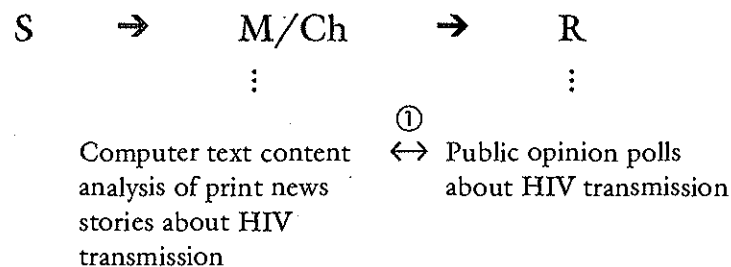 S → M/Ch → R
⋮ ⋮
①
Computer text content ↔ Public opinion polls
analysis of print news about HIV transmission
stories about HIV
transmission